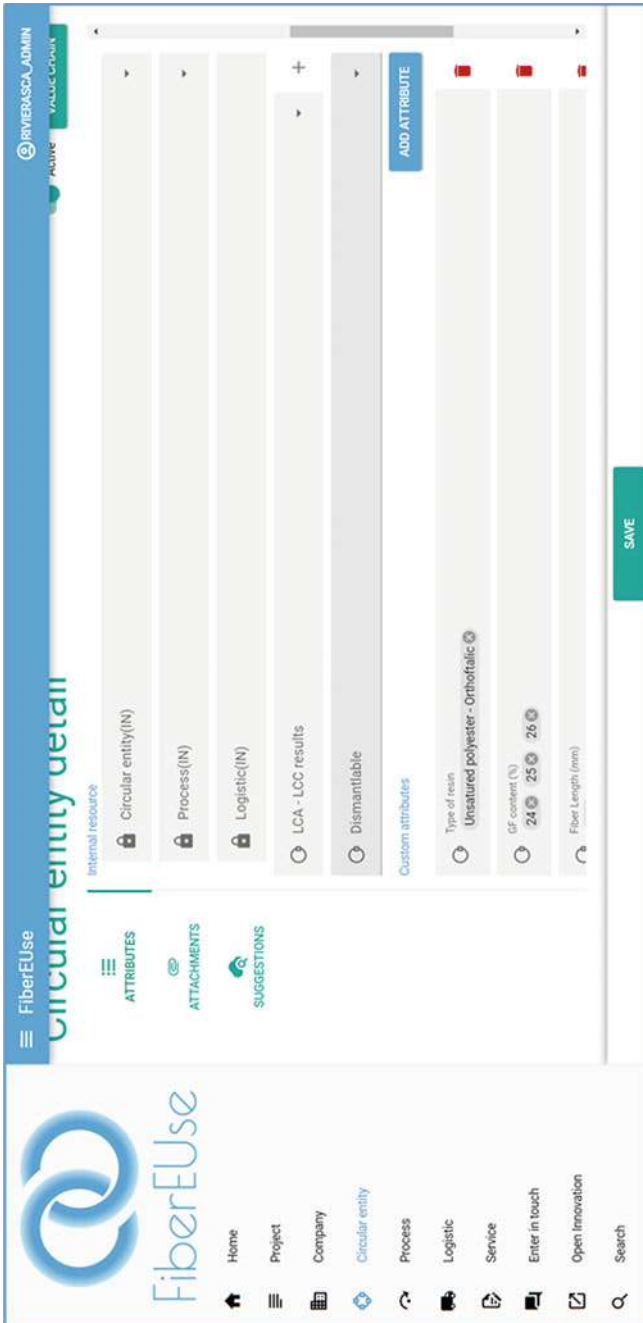 FiberEUse
Home
Project
Company
Circular entity
Process
Logistic
Service
Enter in touch
Open Innovation
Search
FiberEUse
RIVIERASCA_ADMIN
Circular entity detail
Active
VALUE CHAIN
ATTRIBUTES
ATTACHMENTS
SUGGESTIONS
Internal resource
Circular entity(IN)
Process(IN)
Logistic(IN)
LCA - LCC results
Dismantlable
Custom attributes
ADD ATTRIBUTE
Type of resin
Unsatured polyester - Orthoftalic
GF content (%)
24 25 26
Fiber Length (mm)
SAVE